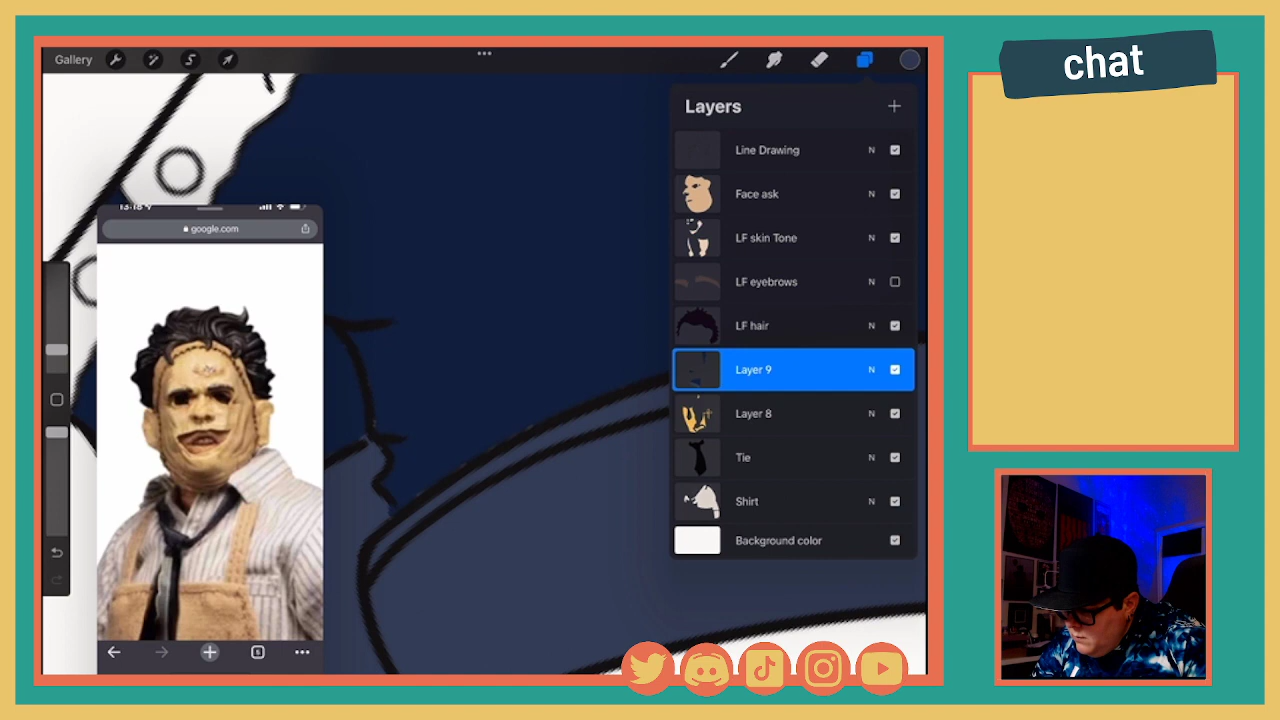 Gallery
chat
Layers
Line Drawing N
Face ask N
LF skin Tone N
google.com
LF eyebrows N
LF hair N
Layer 9 N
Layer 8 N
Tie N
Shirt N
Background color